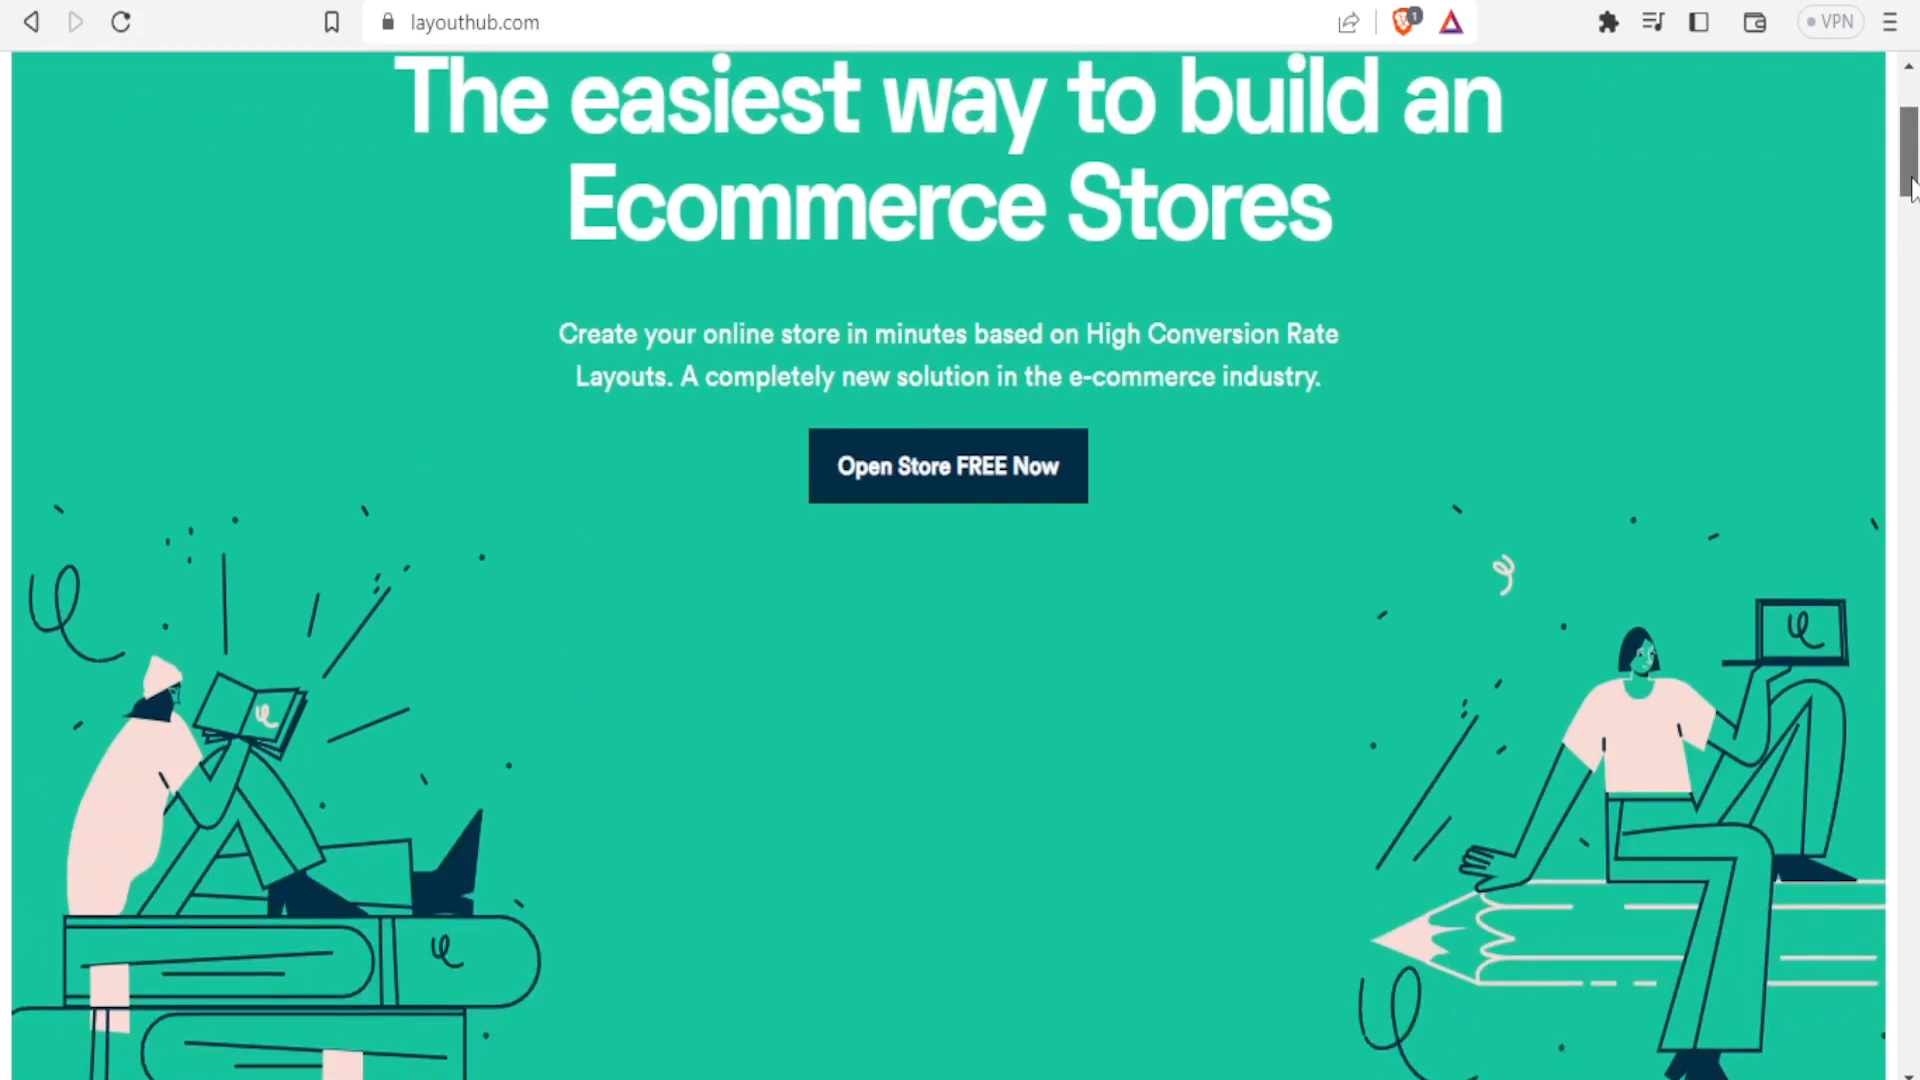 layouthub.com
1
VPN
The easiest way to build an
Ecommerce Stores
Create your online store in minutes based on High Conversion Rate
Layouts. A completely new solution in the e-commerce industry.
Open Store FREE Now